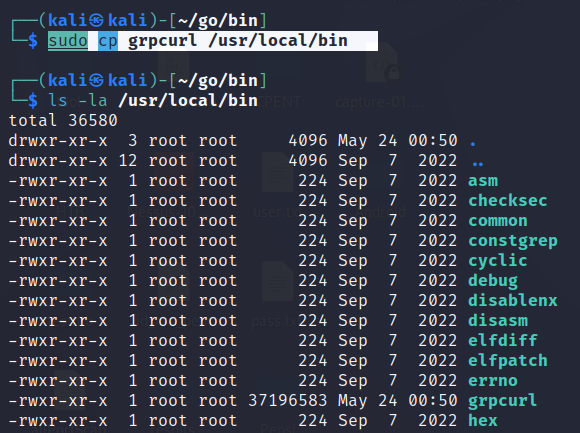 ┌──(kali㉿kali)-[~/go/bin]
└─$ sudo cp grpcurl /usr/local/bin
┌──(kali㉿kali)-[~/go/bin]
└─$ ls -la /usr/local/bin
total 36580
drwxr-xr-x  3 root root     4096 May 24 00:50 .
drwxr-xr-x 12 root root     4096 Sep  7  2022 ..
-rwxr-xr-x  1 root root      224 Sep  7  2022 asm
-rwxr-xr-x  1 root root      224 Sep  7  2022 checksec
-rwxr-xr-x  1 root root      224 Sep  7  2022 common
-rwxr-xr-x  1 root root      224 Sep  7  2022 constgrep
-rwxr-xr-x  1 root root      224 Sep  7  2022 cyclic
-rwxr-xr-x  1 root root      224 Sep  7  2022 debug
-rwxr-xr-x  1 root root      224 Sep  7  2022 disablenx
-rwxr-xr-x  1 root root      224 Sep  7  2022 disasm
-rwxr-xr-x  1 root root      224 Sep  7  2022 elfdiff
-rwxr-xr-x  1 root root      224 Sep  7  2022 elfpatch
-rwxr-xr-x  1 root root      224 Sep  7  2022 errno
-rwxr-xr-x  1 root root 37196583 May 24 00:50 grpcurl
-rwxr-xr-x  1 root root      224 Sep  7  2022 hex